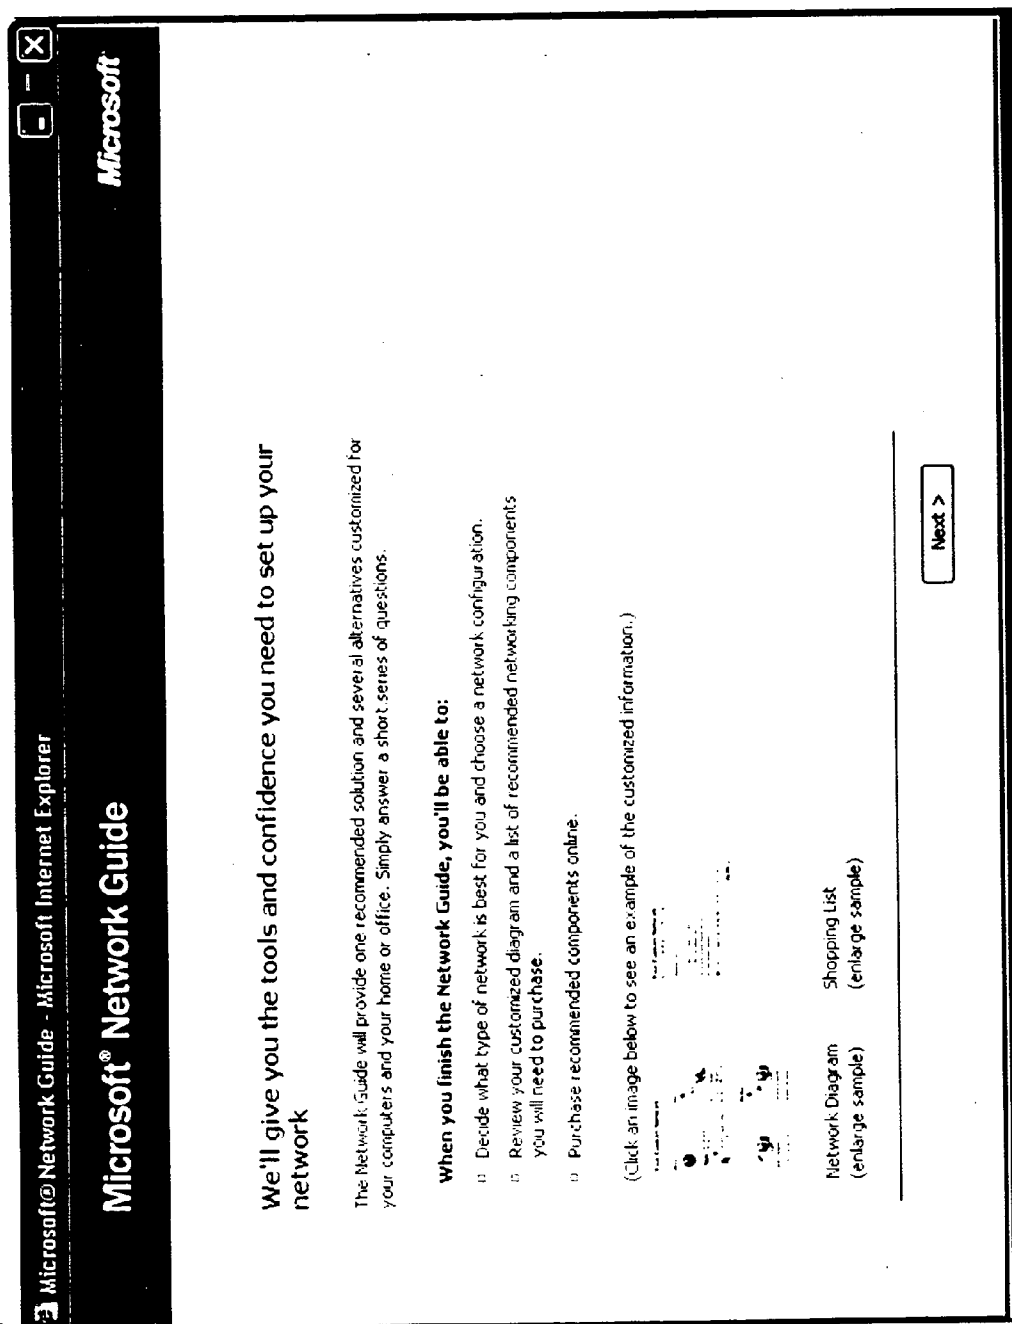 Microsoft® Network Guide - Microsoft Internet Explorer
Microsoft® Network Guide
Microsoft
We'll give you the tools and confidence you need to set up your
network
The Network Guide will provide one recommended solution and several alternatives customized for
your computers and your home or office. Simply answer a short series of questions.
When you finish the Network Guide, you'll be able to:
Decide what type of network is best for you and choose a network configuration.
Review your customized diagram and a list of recommended networking components
you will need to purchase.
Purchase recommended components online.
(Click an image below to see an example of the customized information.)
Network Diagram
(enlarge sample)
Shopping List
(enlarge sample)
Next >